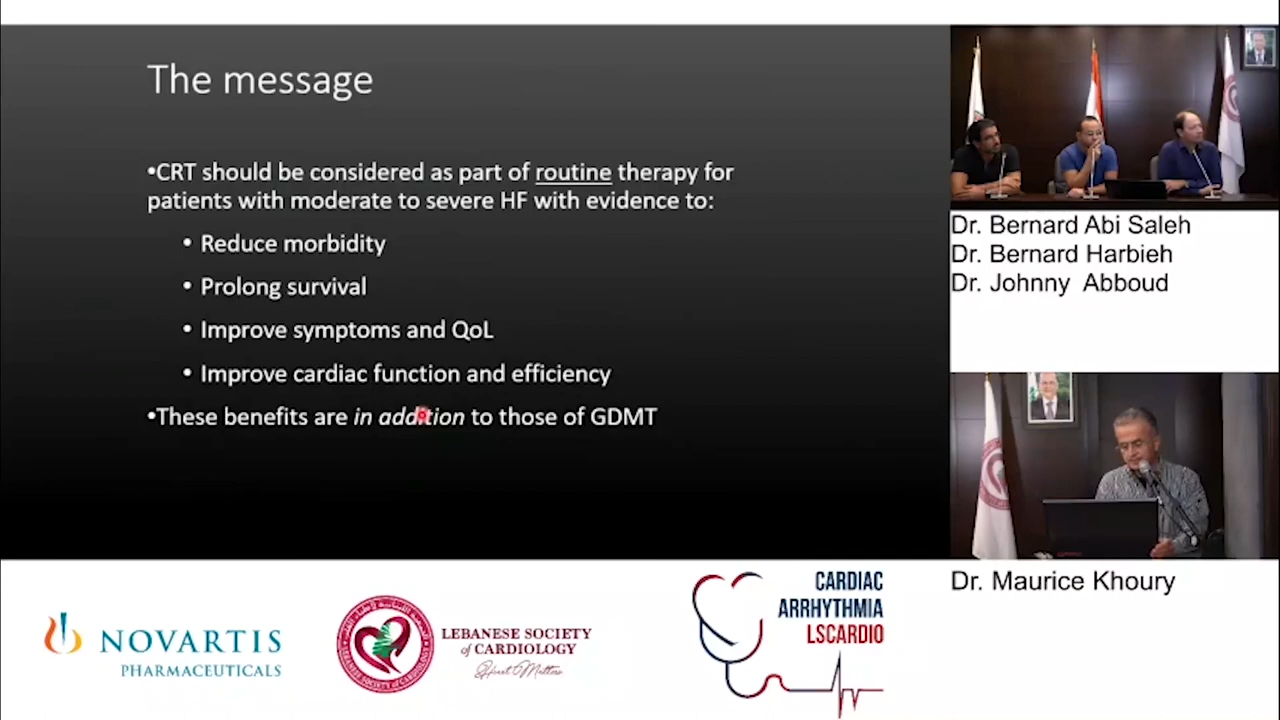 The message
•CRT should be considered as part of routine therapy for
patients with moderate to severe HF with evidence to:
• Reduce morbidity
• Prolong survival
• Improve symptoms and QoL
• Improve cardiac function and efficiency
•These benefits are in addition to those of GDMT
Dr. Bernard Abi Saleh
Dr. Bernard Harbieh
Dr. Johnny Abboud
Dr. Maurice Khoury
NOVARTIS
PHARMACEUTICALS
LEBANESE SOCIETY
of CARDIOLOGY
Heart Matters
CARDIAC
ARRHYTHMIA
LSCARDIO